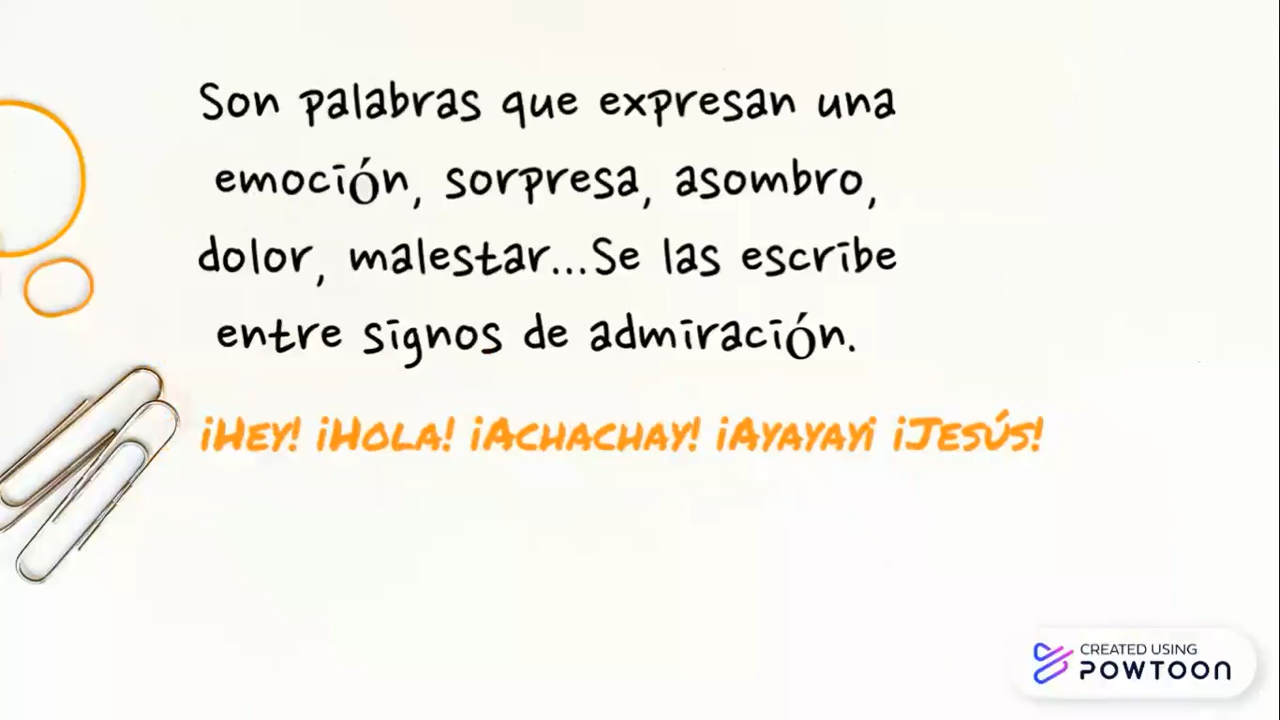 Son palabras que expresan una
emoción, sorpresa, asombro,
dolor, malestar...Se las escribe
entre signos de admiración.
¡HEY! ¡HOLA! ¡ACHACHAY! ¡AYAYAY¡ ¡JESÚS!
CREATED USING
POWTOON